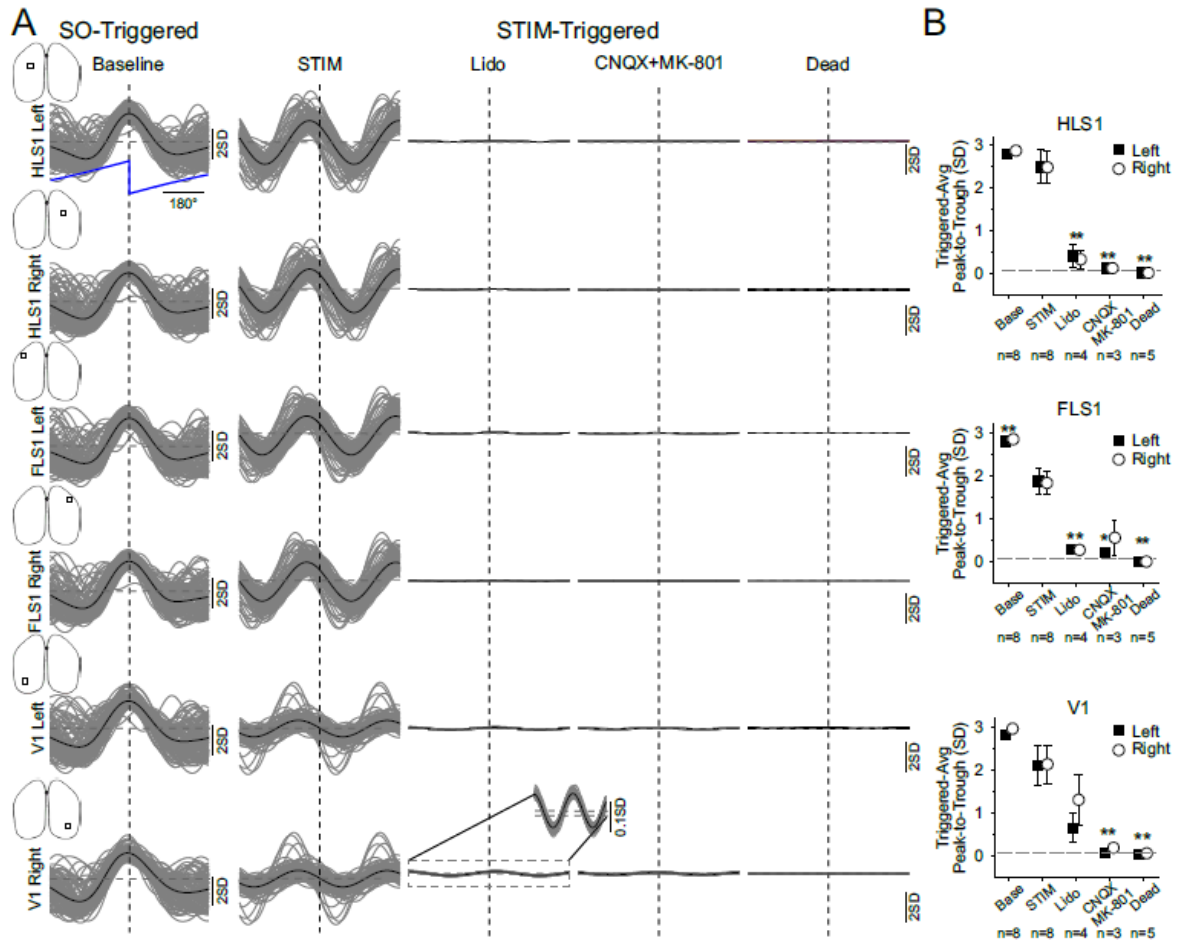 A
SO-Triggered
STIM-Triggered
Baseline
STIM
Lido
CNQX+MK-801
Dead
HLS1 Left
2SD
2SD
180°
HLS1 Right
2SD
2SD
FLS1 Left
2SD
2SD
FLS1 Right
2SD
2SD
V1 Left
2SD
2SD
0.1SD
V1 Right
2SD
2SD
B
HLS1
Triggered-Avg
Peak-to-Trough (SD)
3
2
1
0
Left
Right
**
**
**
Base
STIM
Lido
CNQX
MK-801
Dead
n=8 n=8 n=4 n=3 n=5
FLS1
Triggered-Avg
Peak-to-Trough (SD)
3
2
1
0
Left
Right
**
**
*
**
Base
STIM
Lido
CNQX
MK-801
Dead
n=8 n=8 n=4 n=3 n=5
V1
Triggered-Avg
Peak-to-Trough (SD)
3
2
1
0
Left
Right
**
**
Base
STIM
Lido
CNQX
MK-801
Dead
n=8 n=8 n=4 n=3 n=5